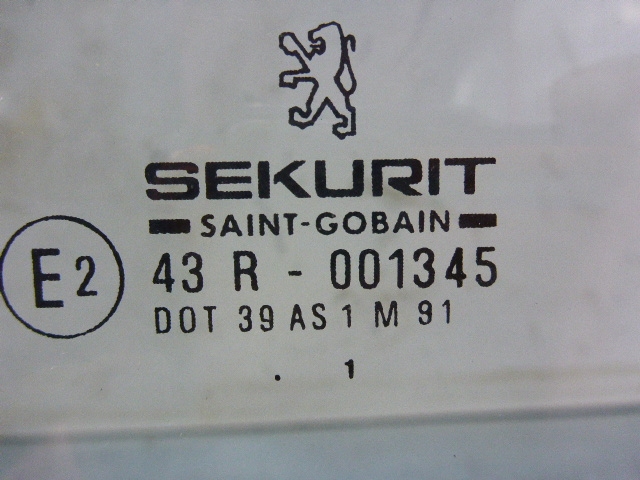 SEKURIT
SAINT-GOBAIN
E2
43 R - 001345
DOT 39 AS 1 M 91
. 1